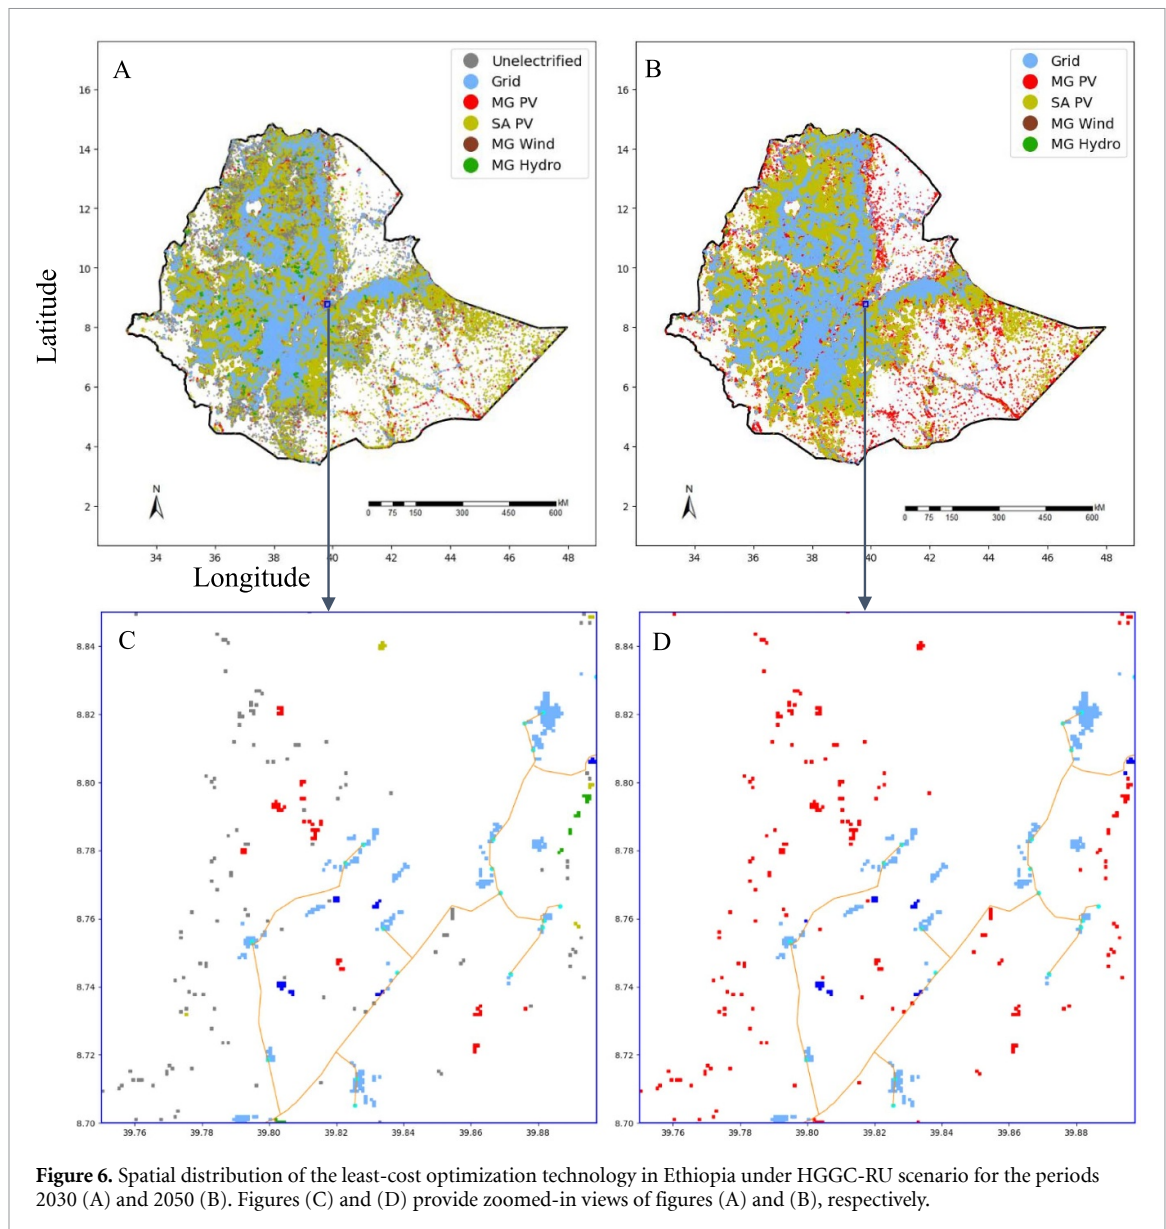 A
Unelectrified
Grid
MG PV
SA PV
MG Wind
MG Hydro
16
14
12
10
8
6
4
2
Latitude
N
kM
0 75 150 300 450 600
34 36 38 40 42 44 46 48
Longitude
B
Grid
MG PV
SA PV
MG Wind
MG Hydro
16
14
12
10
8
6
4
2
N
kM
0 75 150 300 450 600
34 36 38 40 42 44 46 48
C
8.84
8.82
8.80
8.78
8.76
8.74
8.72
8.70
39.76 39.78 39.80 39.82 39.84 39.86 39.88
D
8.84
8.82
8.80
8.78
8.76
8.74
8.72
8.70
39.76 39.78 39.80 39.82 39.84 39.86 39.88
Figure 6. Spatial distribution of the least-cost optimization technology in Ethiopia under HGGC-RU scenario for the periods
2030 (A) and 2050 (B). Figures (C) and (D) provide zoomed-in views of figures (A) and (B), respectively.